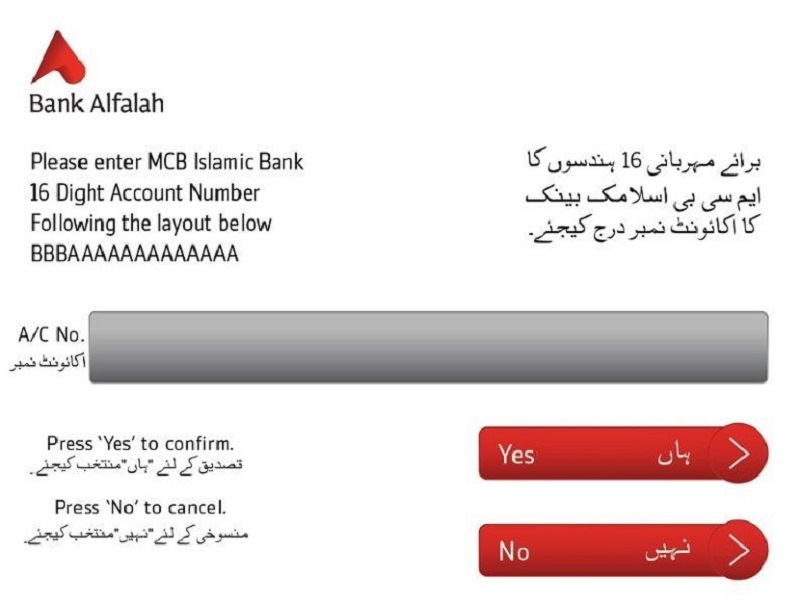 Bank Alfalah
Please enter MCB Islamic Bank
16 Dight Account Number
Following the layout below
BBBAAAAAAAAAAAAA
برائے مہربانی 16 ہندسوں کا
ایم سی بی اسلامک بینک
کا اکائونٹ نمبر درج کیجئے۔
A/C No.
اکائونٹ نمبر
Press ‘Yes’ to confirm.
تصدیق کے لئے "ہاں" منتخب کیجئے۔
Press ‘No’ to cancel.
منسوخی کے لئے "نہیں" منتخب کیجئے۔
Yes ہاں
No نہیں